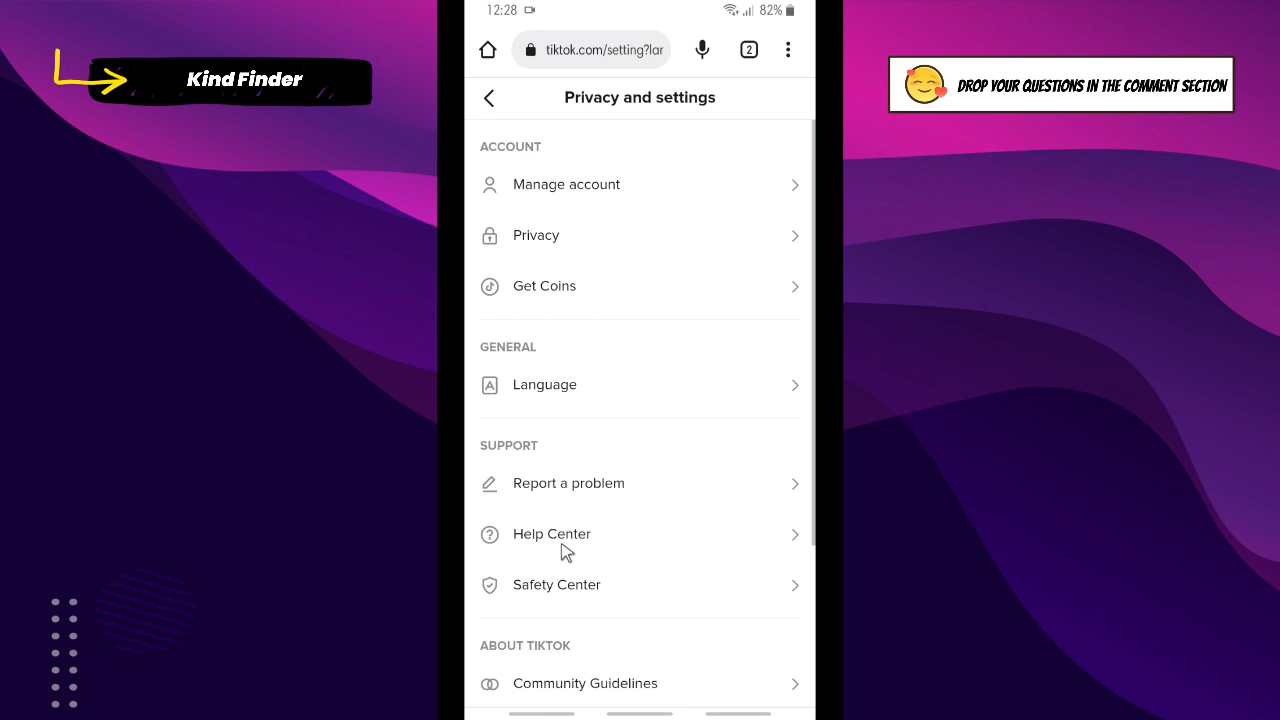 Kind Finder
12:28
82%
tiktok.com/setting?lar
2
Privacy and settings
ACCOUNT
Manage account
Privacy
Get Coins
GENERAL
Language
SUPPORT
Report a problem
Help Center
Safety Center
ABOUT TIKTOK
Community Guidelines
DROP YOUR QUESTIONS IN THE COMMENT SECTION